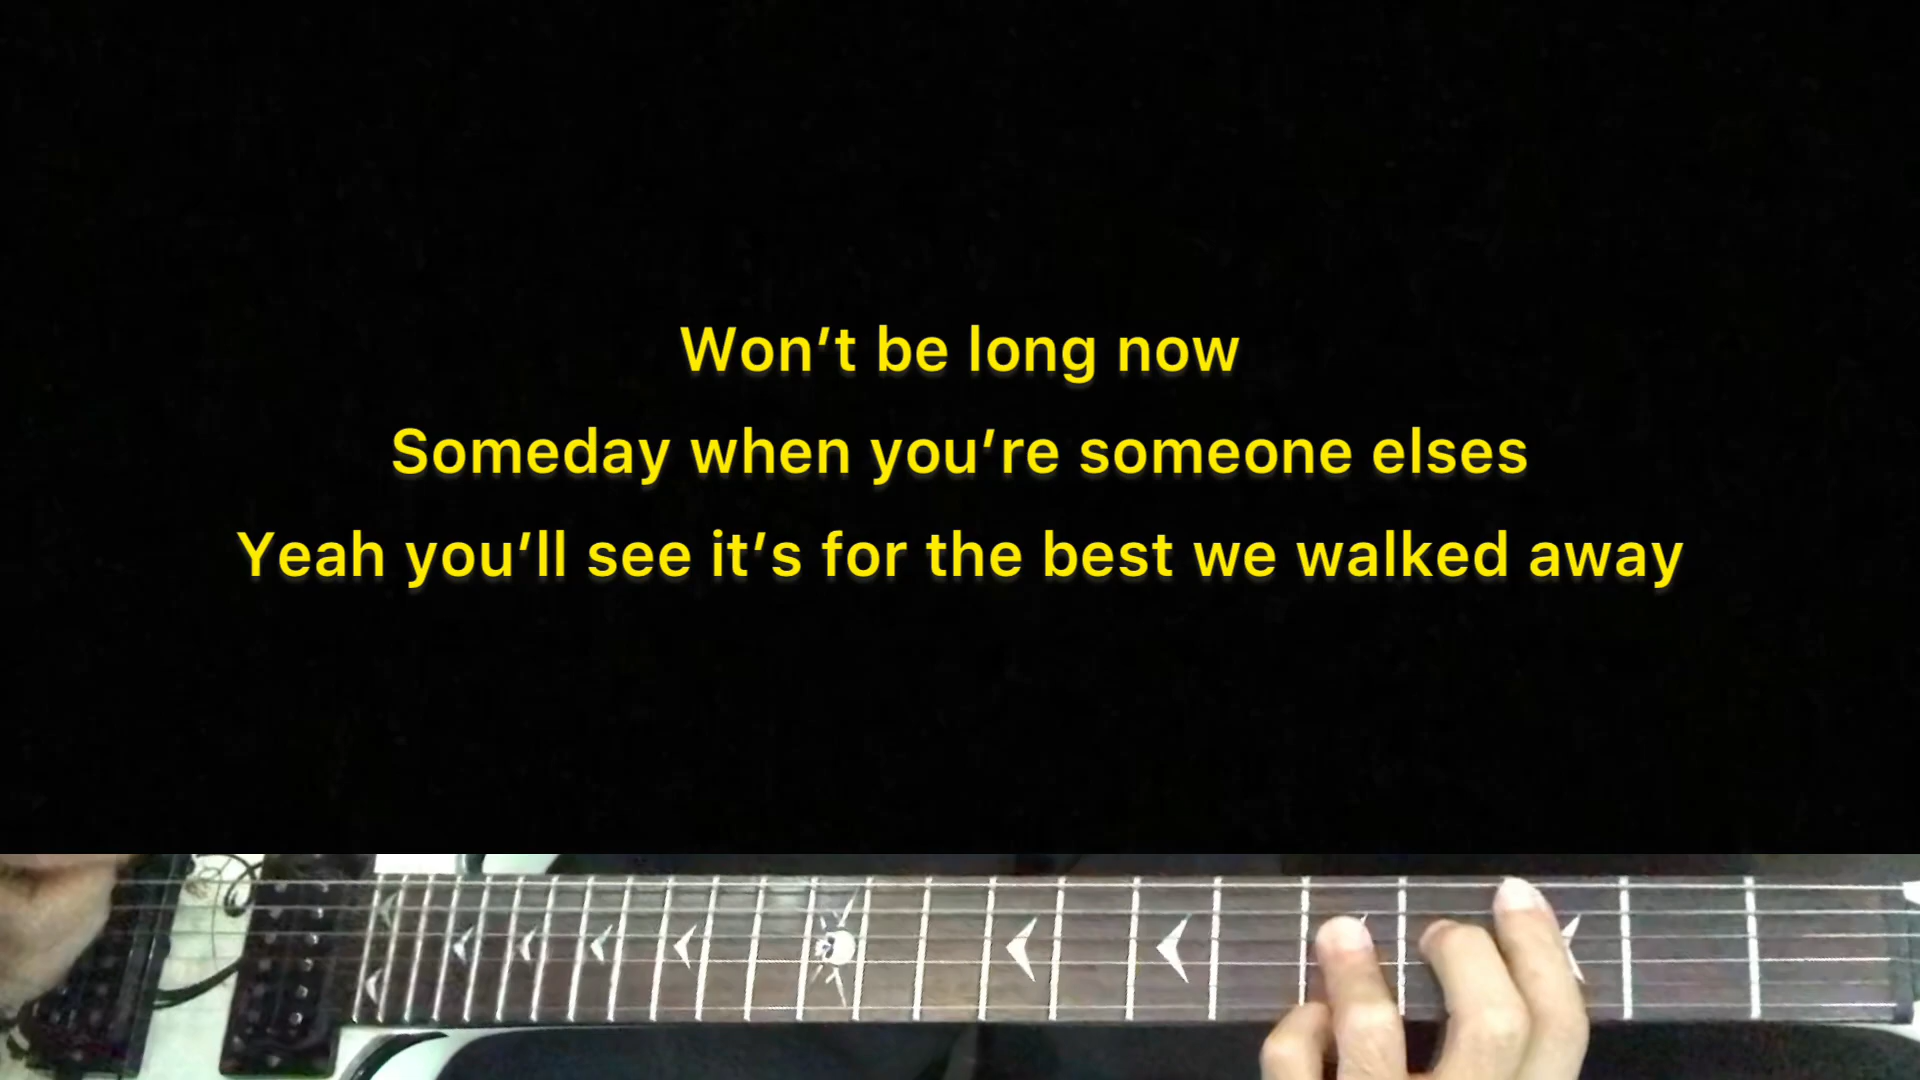 Won’t be long now
Someday when you’re someone elses
Yeah you’ll see it’s for the best we walked away